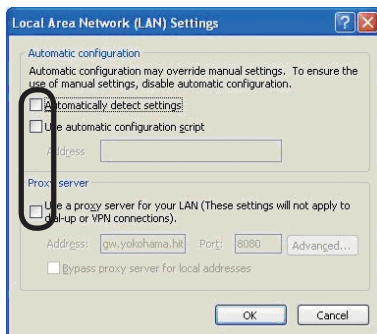 Local Area Network (LAN) Settings
Automatic configuration
Automatic configuration may override manual settings. To ensure the
use of manual settings, disable automatic configuration.
Automatically detect settings
Use automatic configuration script
Address
Proxy server
Use a proxy server for your LAN (These settings will not apply to
dial-up or VPN connections).
Address: gw.yokohama.hit Port: 8080 Advanced...
Bypass proxy server for local addresses
OK Cancel